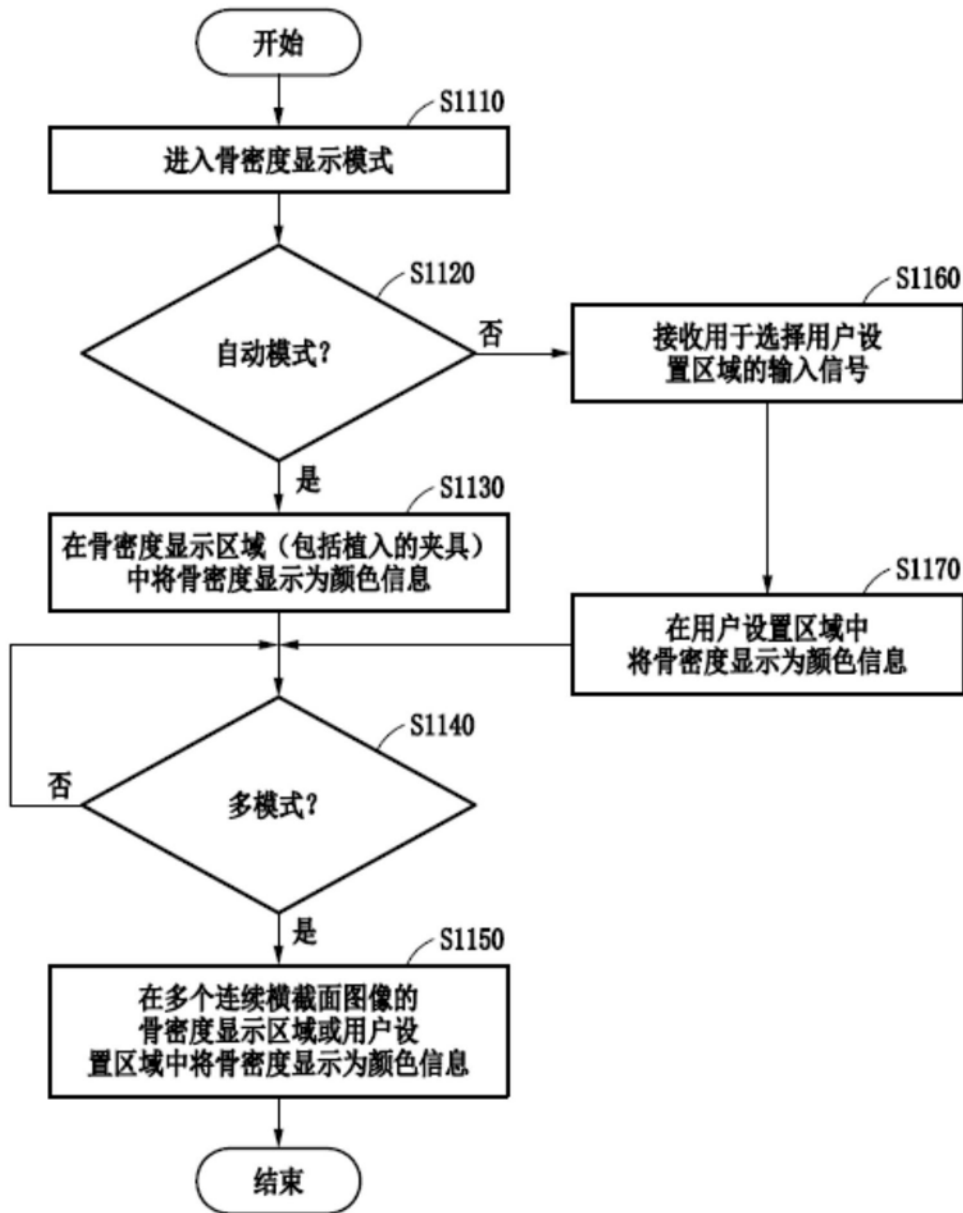 开始
S1110
进入骨密度显示模式
S1120
自动模式?
否
S1160
接收用于选择用户设
置区域的输入信号
是
S1130
在骨密度显示区域（包括植入的夹具）
中将骨密度显示为颜色信息
S1170
在用户设置区域中
将骨密度显示为颜色信息
S1140
多模式?
否
是
S1150
在多个连续横截面图像的
骨密度显示区域或用户设
置区域中将骨密度显示为颜色信息
结束